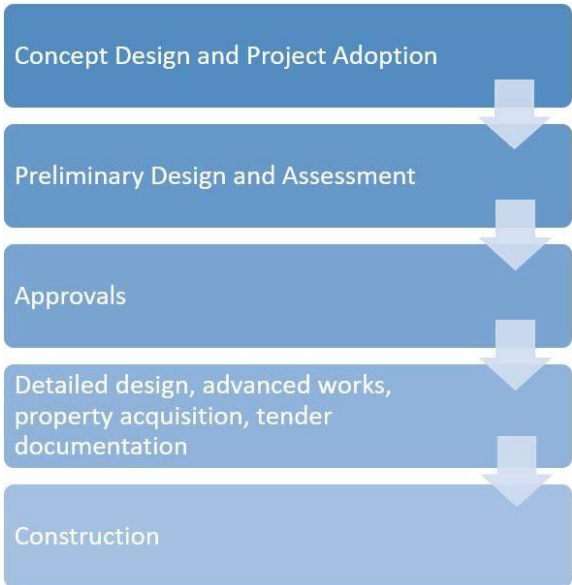 Concept Design and Project Adoption
Preliminary Design and Assessment
Approvals
Detailed design, advanced works,
property acquisition, tender
documentation
Construction